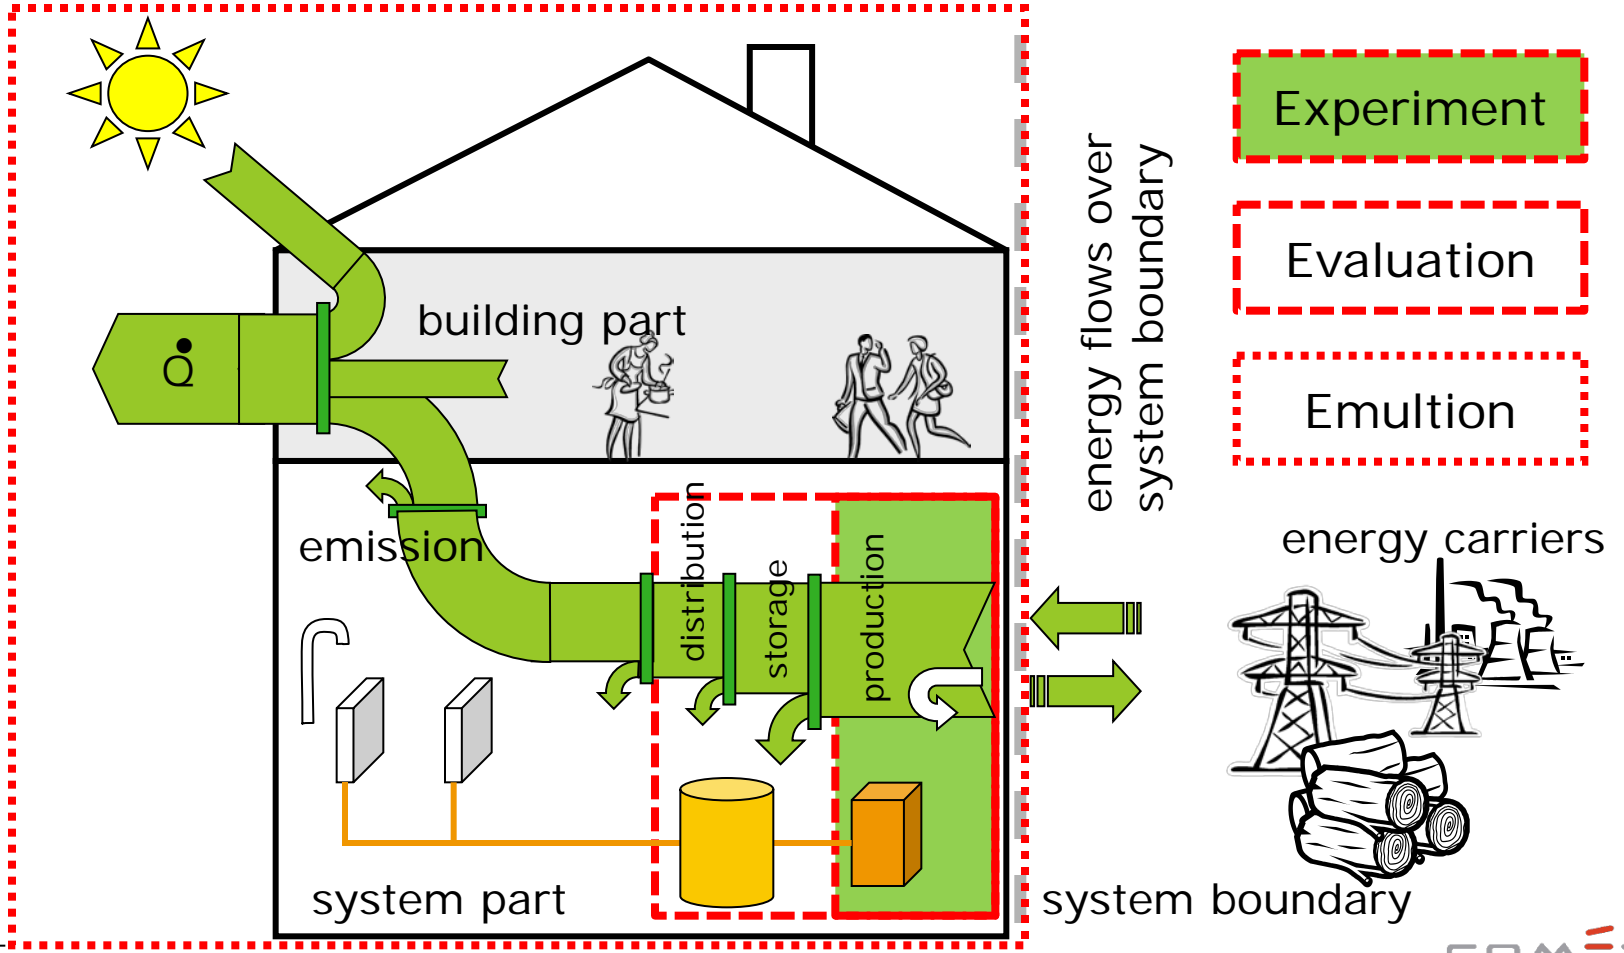 Experiment
energy flows over
system boundary
Evaluation
building part
Q
Emultion
distribution
energy carriers
emission
storage
production
system part
system boundary